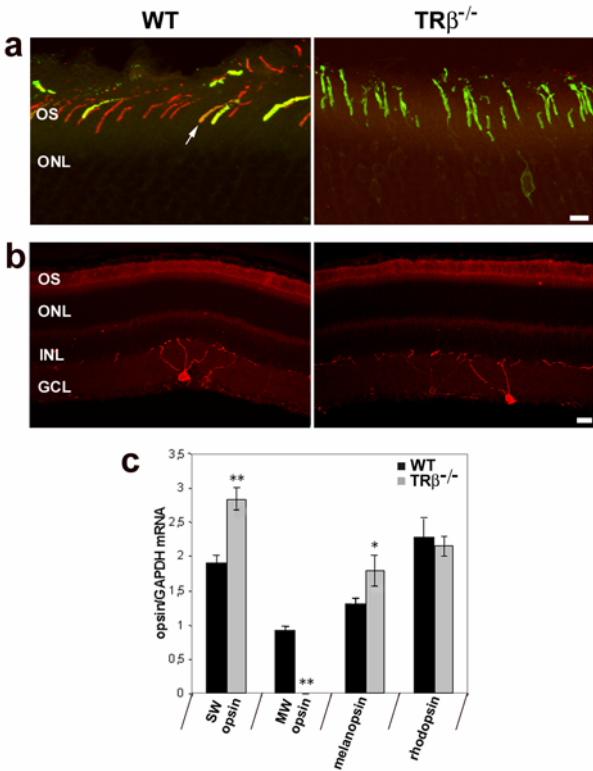 WT TRβ-/-
a
OS
ONL
b
OS
ONL
INL
GCL
c
WT
TRβ-/-
opsin/GAPDH mRNA
3,5
3
2,5
2
1,5
1
0,5
0
**
**
*
SW opsin
MW opsin
melanopsin
rhodopsin